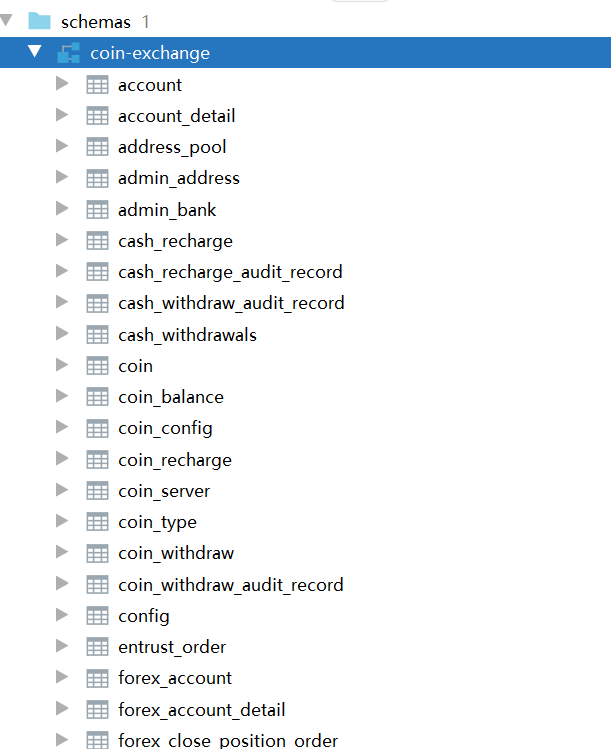 schemas 1
coin-exchange
account
account_detail
address_pool
admin_address
admin_bank
cash_recharge
cash_recharge_audit_record
cash_withdraw_audit_record
cash_withdrawals
coin
coin_balance
coin_config
coin_recharge
coin_server
coin_type
coin_withdraw
coin_withdraw_audit_record
config
entrust_order
forex_account
forex_account_detail
forex_close_position_order